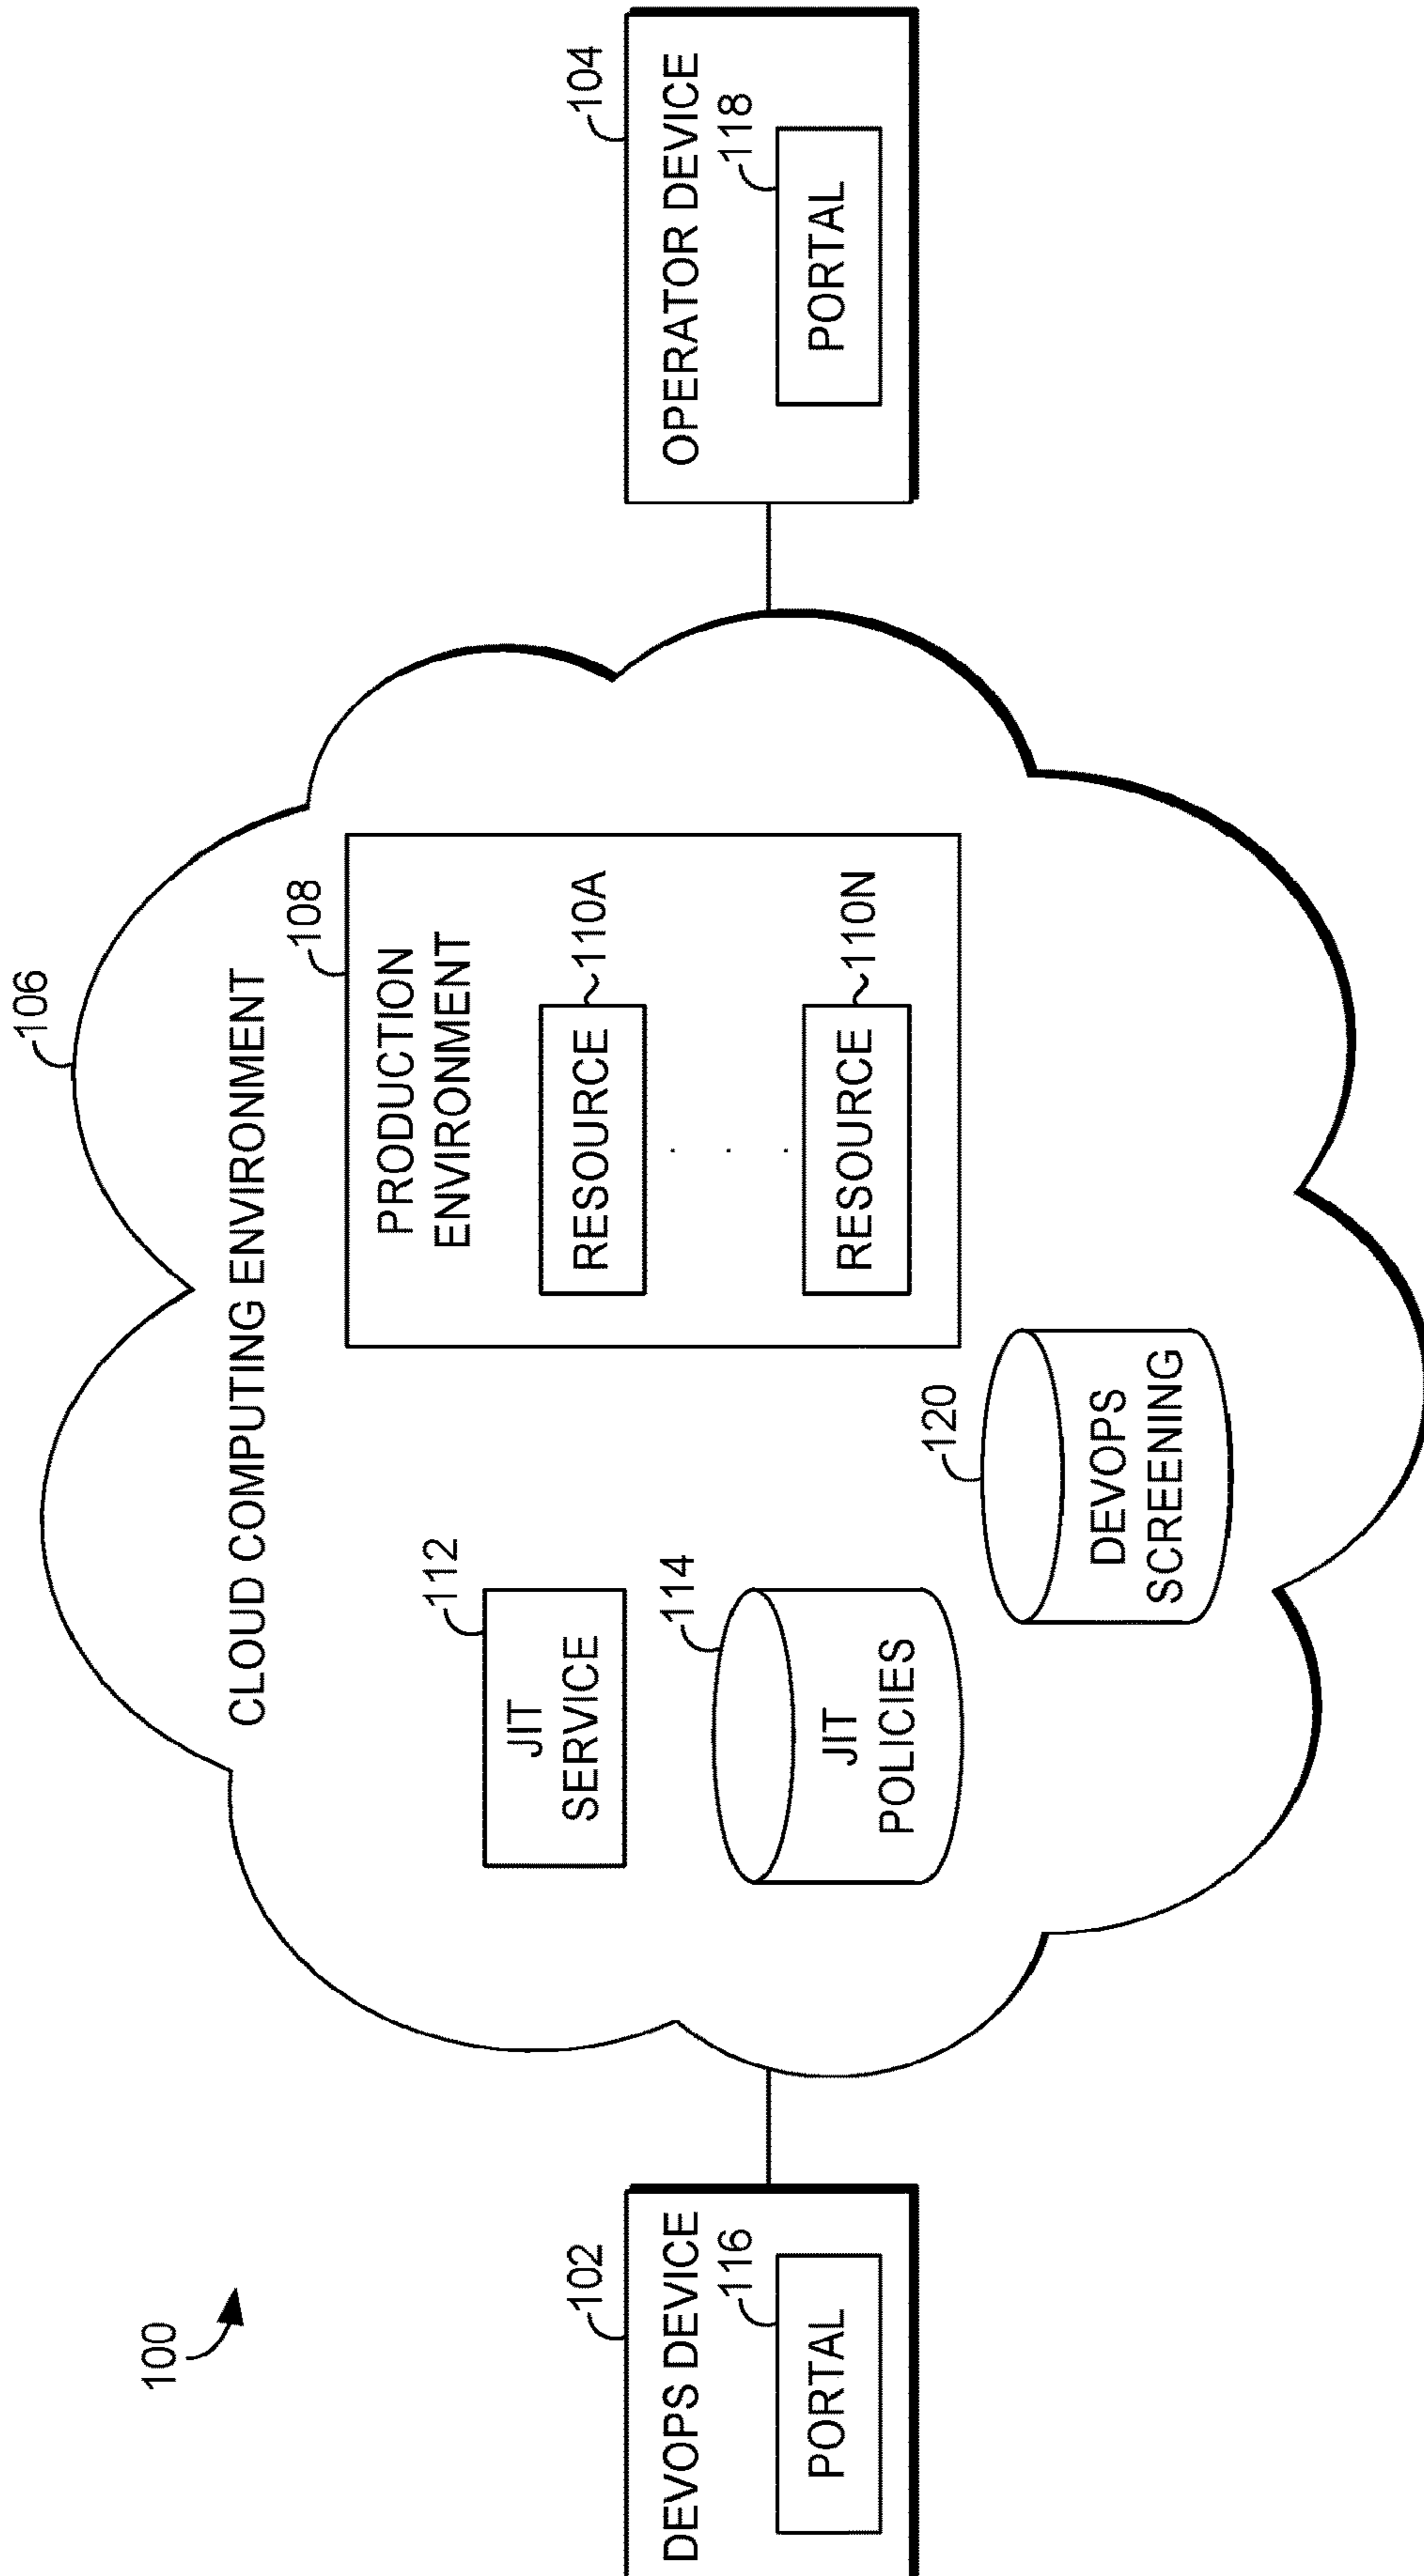 100
106
CLOUD COMPUTING ENVIRONMENT
102
DEVOPS DEVICE
116
PORTAL
112
JIT
SERVICE
114
JIT
POLICIES
120
DEVOPS
SCREENING
108
PRODUCTION
ENVIRONMENT
RESOURCE
110A
. . .
RESOURCE
110N
104
OPERATOR DEVICE
118
PORTAL